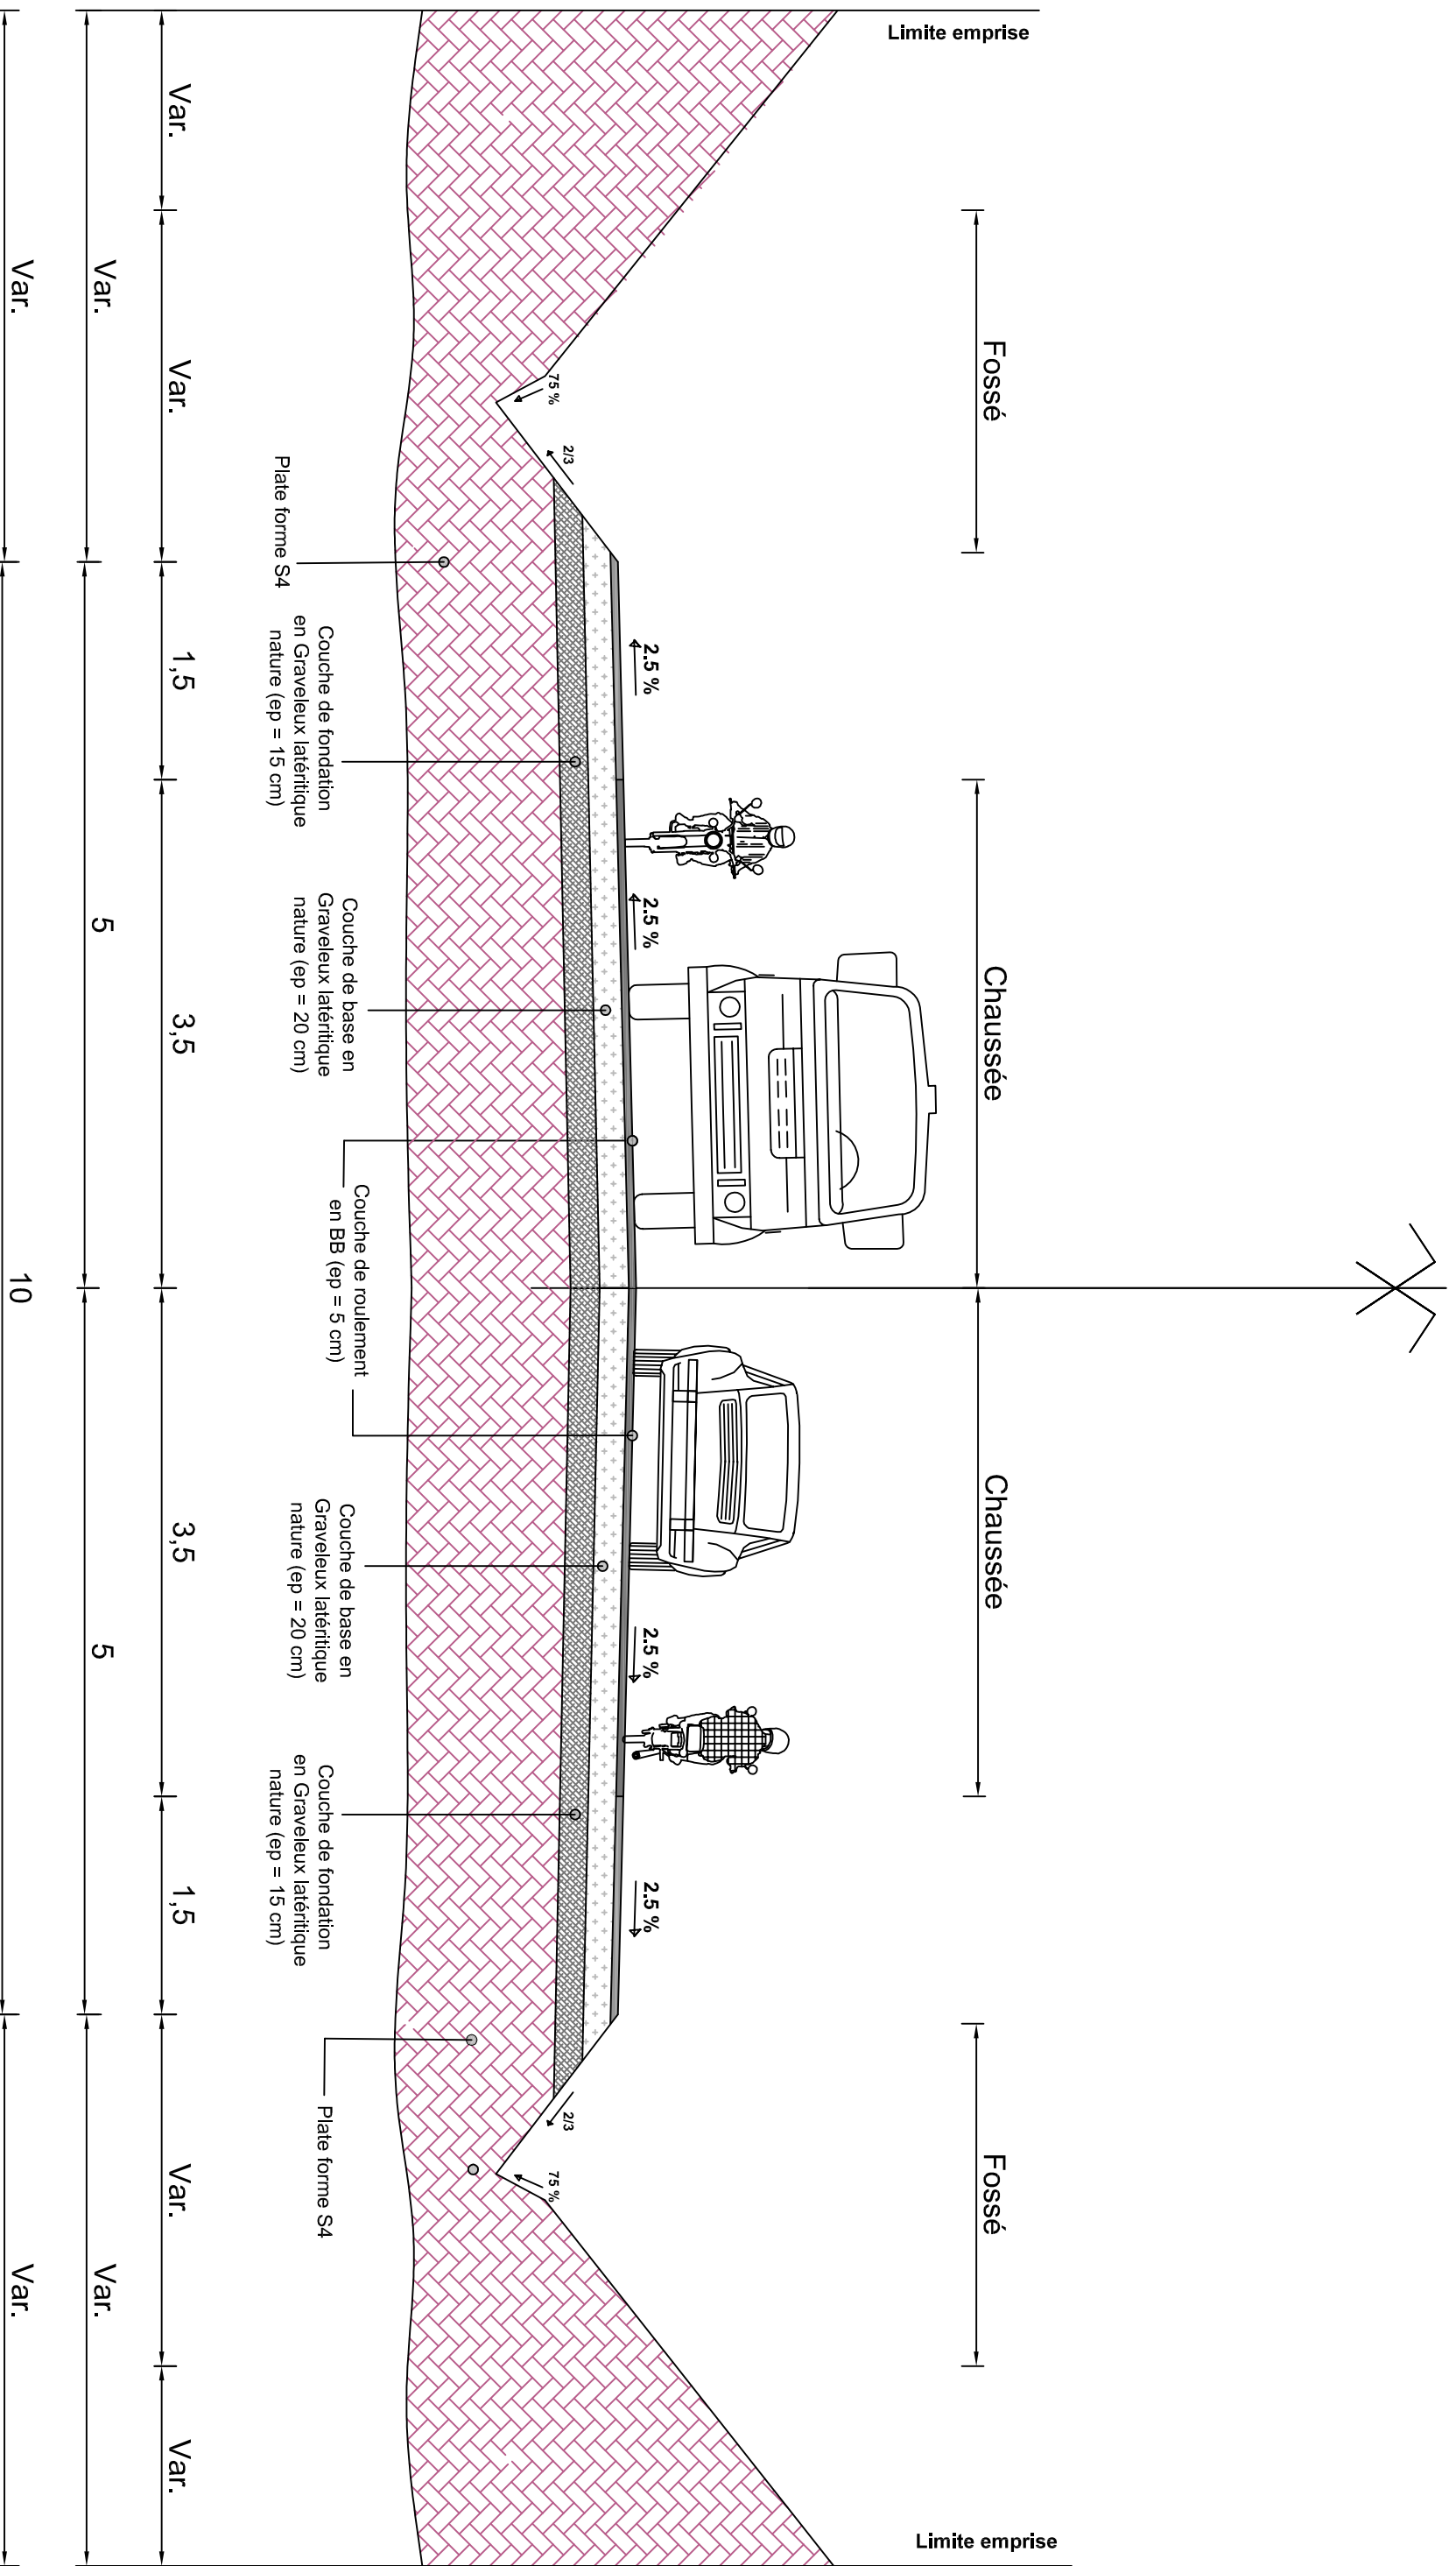 Limite emprise
Fossé
Chaussée
Chaussée
Fossé
Limite emprise
75 %
2/3
2.5 %
2.5 %
2.5 %
2.5 %
2/3
75 %
Plate forme S4
Couche de fondation
en Graveleux latéritique
nature (ep = 15 cm)
Couche de base en
Graveleux latéritique
nature (ep = 20 cm)
Couche de roulement
en BB (ep = 5 cm)
Couche de base en
Graveleux latéritique
nature (ep = 20 cm)
Couche de fondation
en Graveleux latéritique
nature (ep = 15 cm)
Plate forme S4
Var.
Var.
1,5
3,5
3,5
1,5
Var.
Var.
Var.
5
5
Var.
Var.
10
Var.